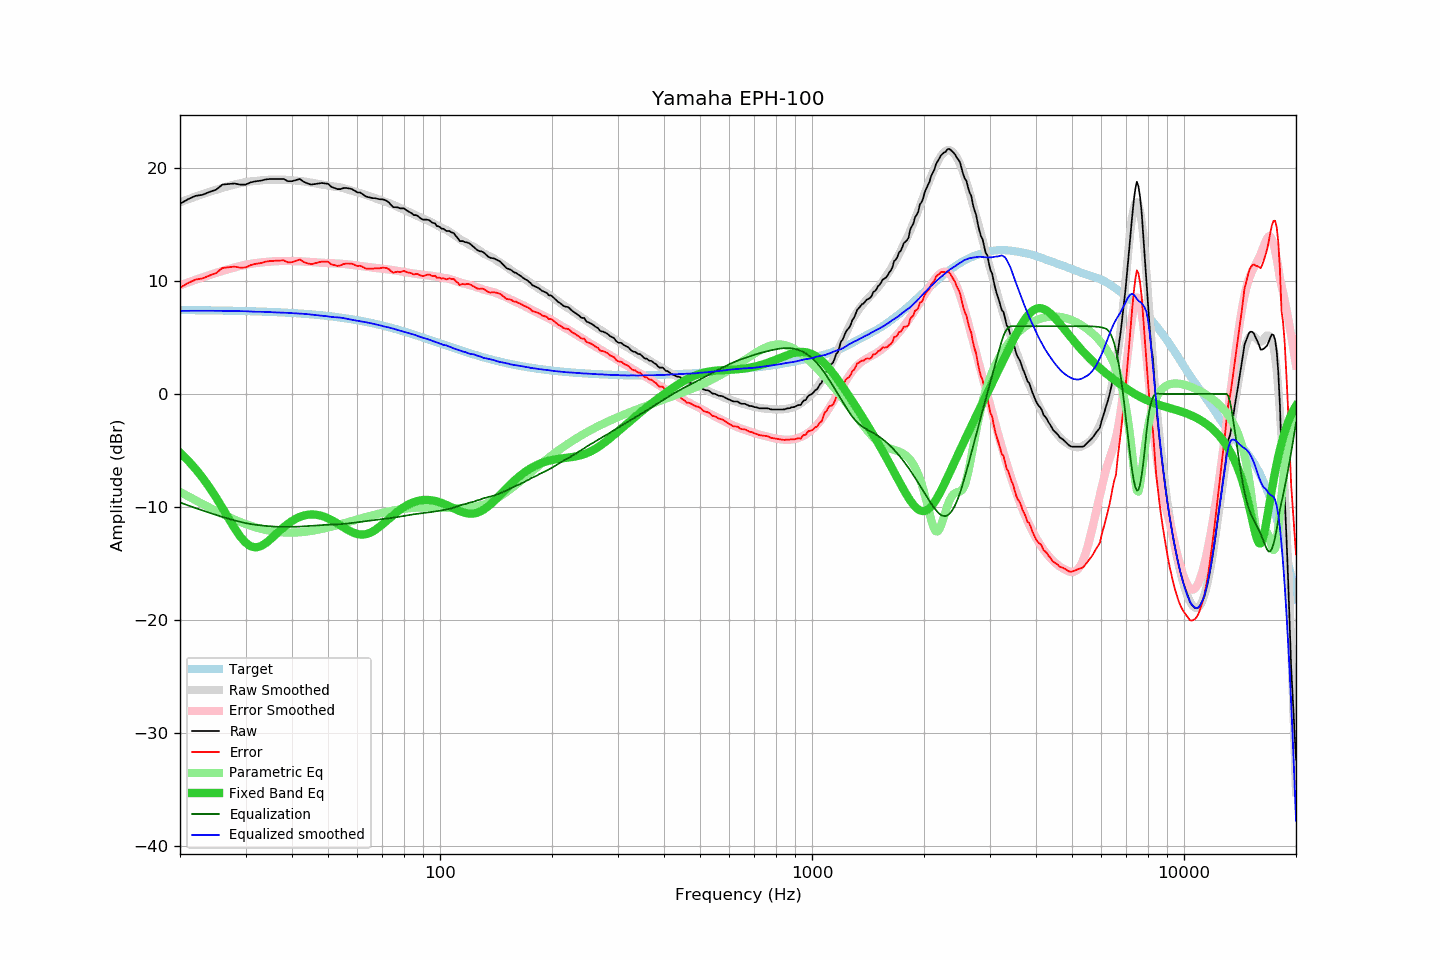 Yamaha EPH-100
Amplitude (dBr)
20
10
0
−10
−20
−30
−40
Target
Raw Smoothed
Error Smoothed
Raw
Error
Parametric Eq
Fixed Band Eq
Equalization
Equalized smoothed
100
1000
10000
Frequency (Hz)